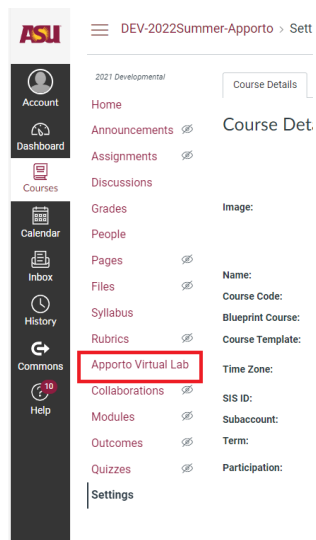 ASU
DEV-2022Summer-Apporto > Sett
2021 Developmental
Course Details
Home
Announcements
Assignments
Discussions
Grades
People
Pages
Files
Syllabus
Rubrics
Apporto Virtual Lab
Collaborations
Modules
Outcomes
Quizzes
Settings
Account
Dashboard
Courses
Calendar
Inbox
History
Commons
10
Help
Course Deta
Image:
Name:
Course Code:
Blueprint Course:
Course Template:
Time Zone:
SIS ID:
Subaccount:
Term:
Participation: